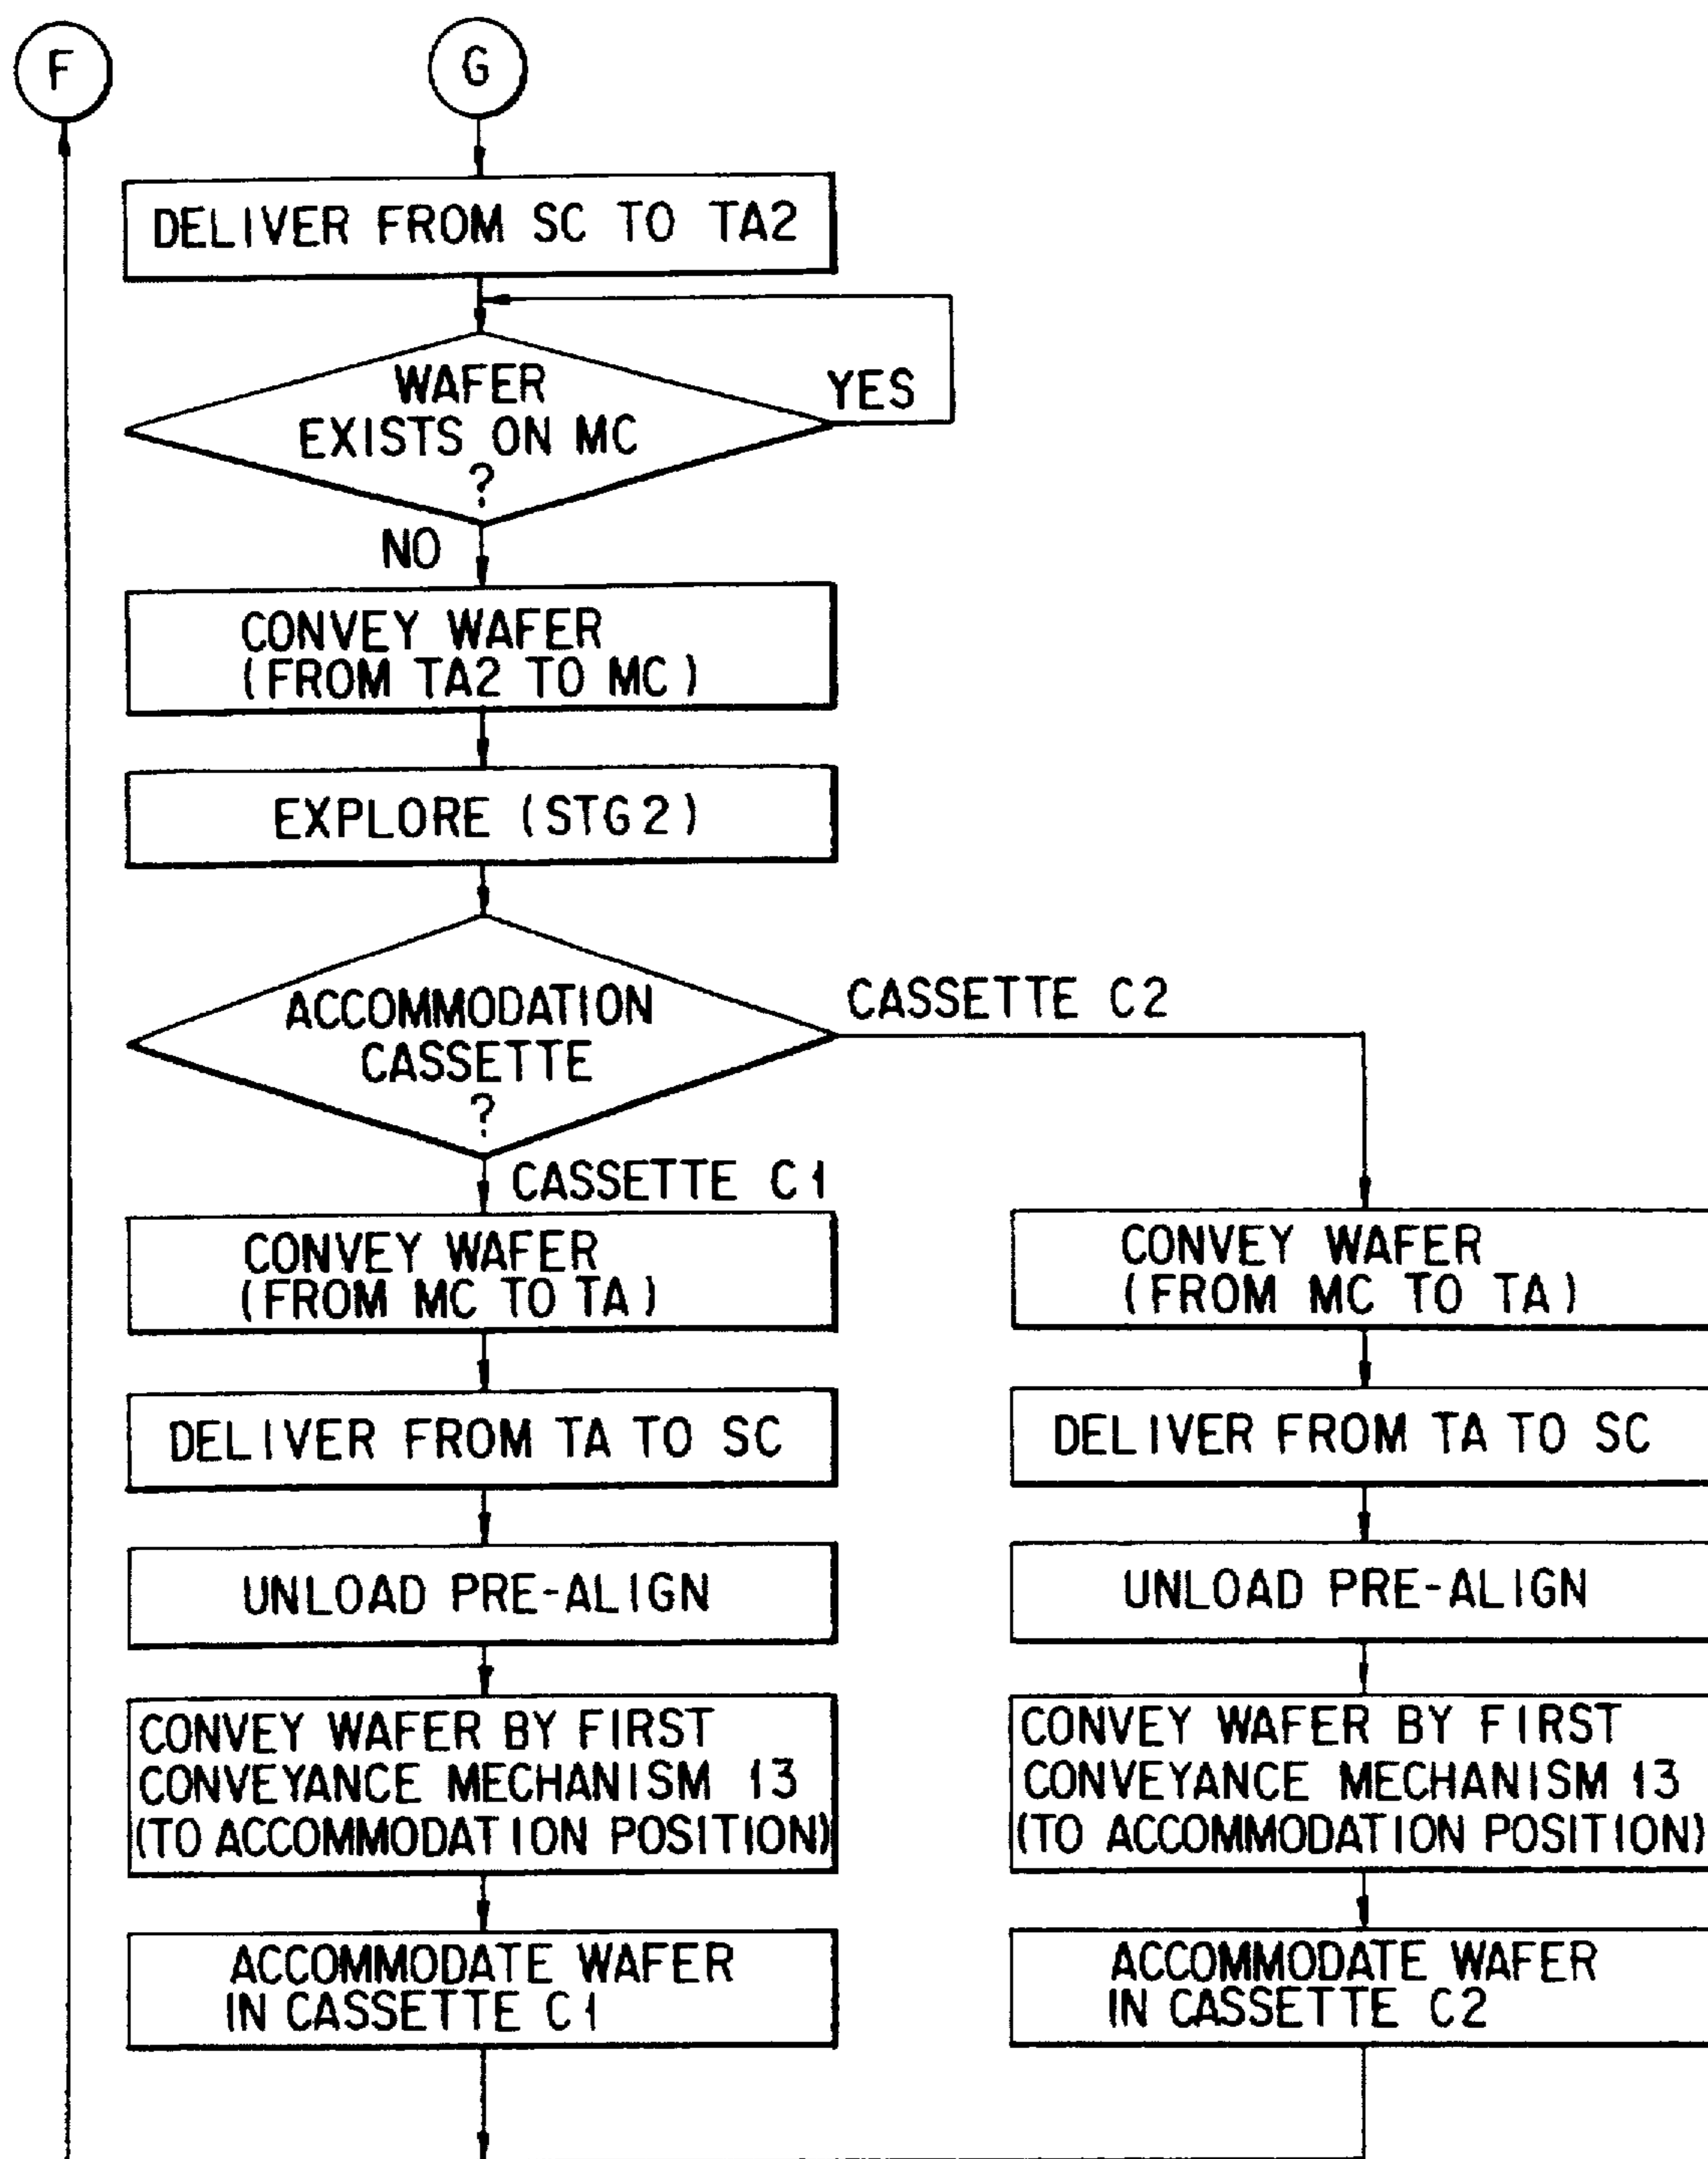 F
G
DELIVER FROM SC TO TA2
WAFER
EXISTS ON MC
?
YES
NO
CONVEY WAFER
(FROM TA2 TO MC)
EXPLORE (STG2)
ACCOMMODATION
CASSETTE
?
CASSETTE C2
CASSETTE C1
CONVEY WAFER
(FROM MC TO TA)
DELIVER FROM TA TO SC
UNLOAD PRE-ALIGN
CONVEY WAFER BY FIRST
CONVEYANCE MECHANISM 13
(TO ACCOMMODATION POSITION)
ACCOMMODATE WAFER
IN CASSETTE C1
CONVEY WAFER
(FROM MC TO TA)
DELIVER FROM TA TO SC
UNLOAD PRE-ALIGN
CONVEY WAFER BY FIRST
CONVEYANCE MECHANISM 13
(TO ACCOMMODATION POSITION)
ACCOMMODATE WAFER
IN CASSETTE C2